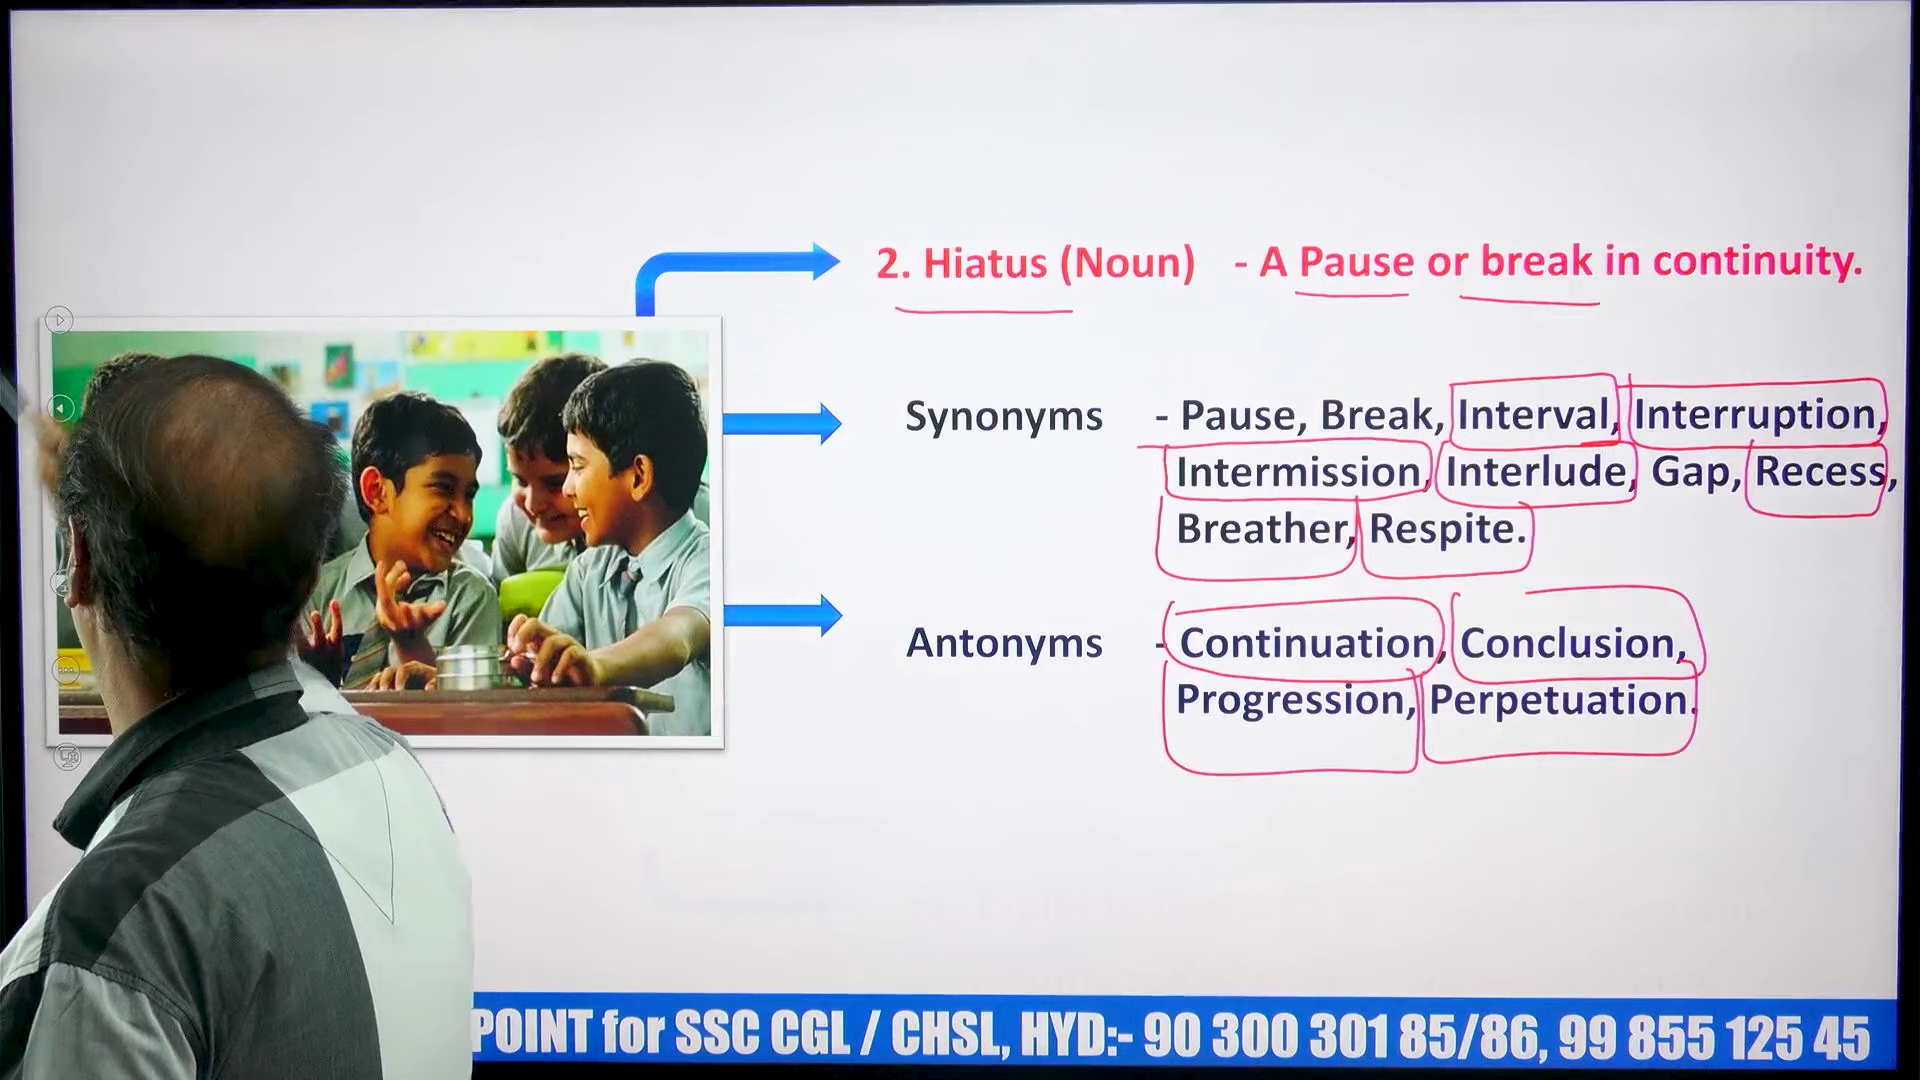 2. Hiatus (Noun) - A Pause or break in continuity.
Synonyms - Pause, Break, Interval, Interruption,
Intermission, Interlude, Gap, Recess,
Breather, Respite.
Antonyms - Continuation, Conclusion,
Progression, Perpetuation.
POINT for SSC CGL / CHSL, HYD:- 90 300 301 85/86, 99 855 125 45